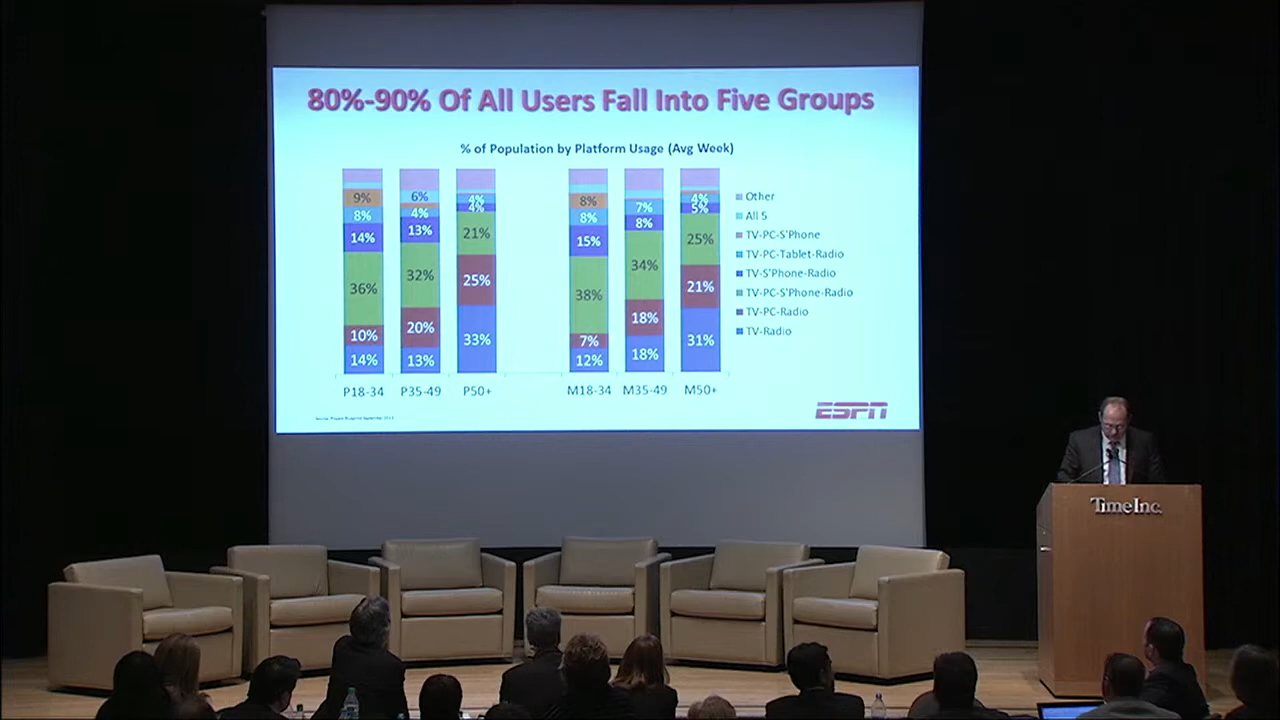 80%-90% Of All Users Fall Into Five Groups
% of Population by Platform Usage (Avg Week)
9% 6% 4% 8% 4%
8% 4% 4% 8% 7% 5%
14% 13% 21% 15% 8% 25%
36% 32% 25% 38% 34% 21%
10% 20% 7% 18%
14% 13% 33% 12% 18% 31%
P18-34 P35-49 P50+ M18-34 M35-49 M50+
Other
All 5
TV-PC-S'Phone
TV-PC-Tablet-Radio
TV-S'Phone-Radio
TV-PC-S'Phone-Radio
TV-PC-Radio
TV-Radio
ESPN
TimeInc.